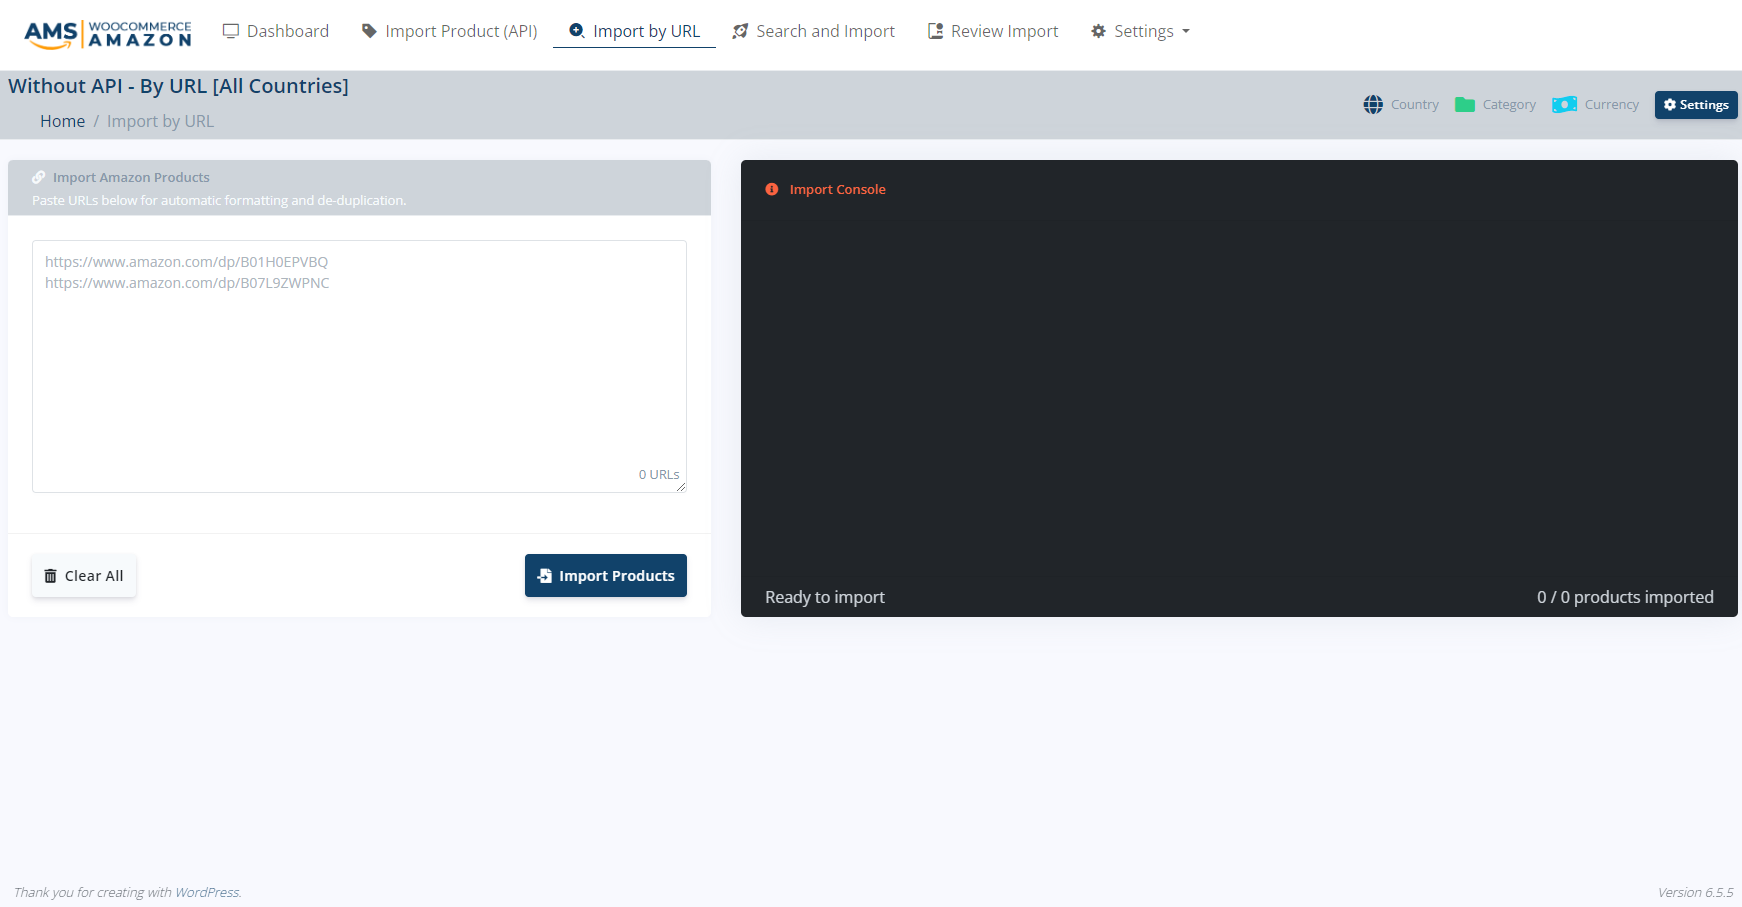 AMS WOOCOMMERCE AMAZON
Dashboard
Import Product (API)
Import by URL
Search and Import
Review Import
Settings
Without API - By URL [All Countries]
Home / Import by URL
Country
Category
Currency
Settings
Import Amazon Products
Paste URLs below for automatic formatting and de-duplication.
https://www.amazon.com/dp/B01H0EPVBQ
https://www.amazon.com/dp/B07L9ZWPNC
0 URLs
Clear All
Import Products
Import Console
Ready to import
0 / 0 products imported
Thank you for creating with WordPress.
Version 6.5.5